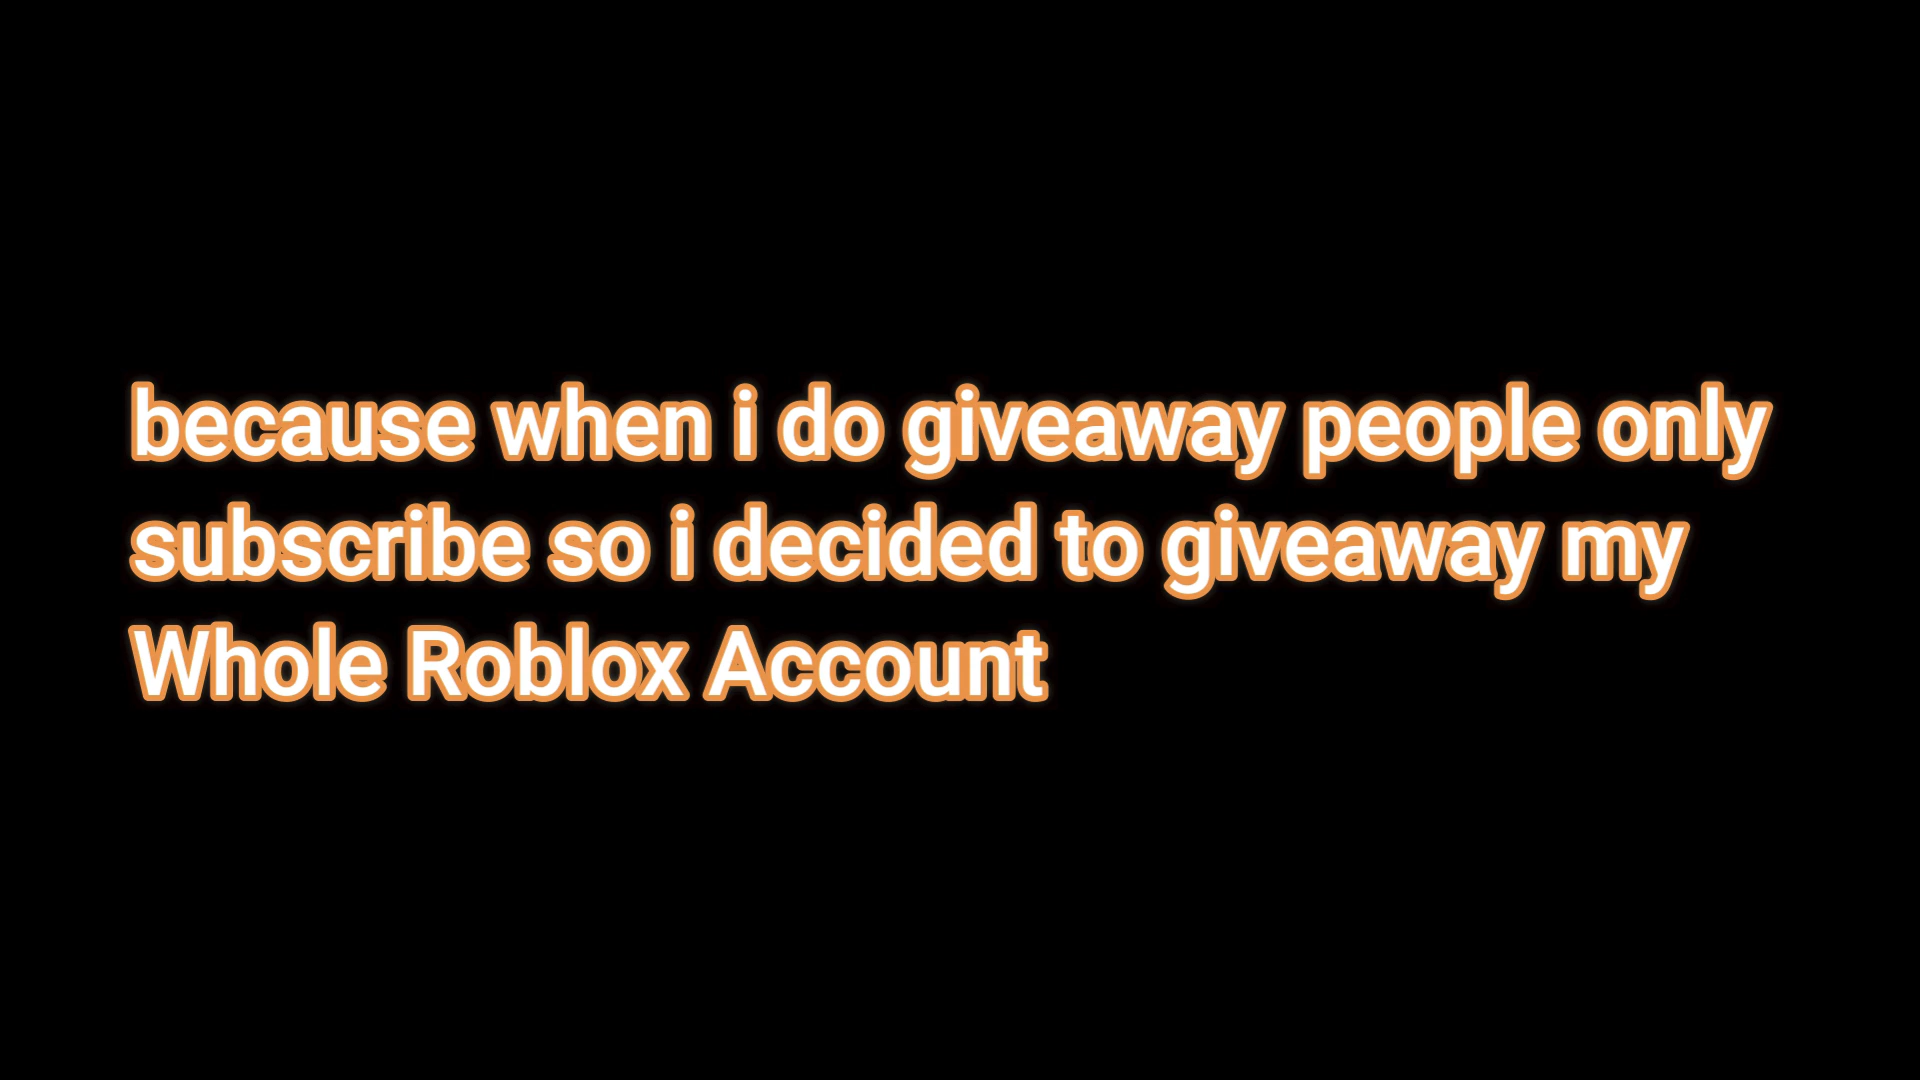 because when i do giveaway people only
subscribe so i decided to giveaway my
Whole Roblox Account